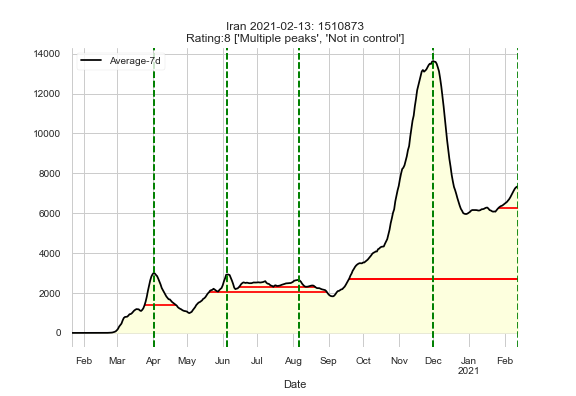 Iran 2021-02-13: 1510873
Rating:8 ['Multiple peaks', 'Not in control']
Average-7d
14000
12000
10000
8000
6000
4000
2000
0
Feb Mar Apr May Jun Jul Aug Sep Oct Nov Dec Jan Feb
2021
Date